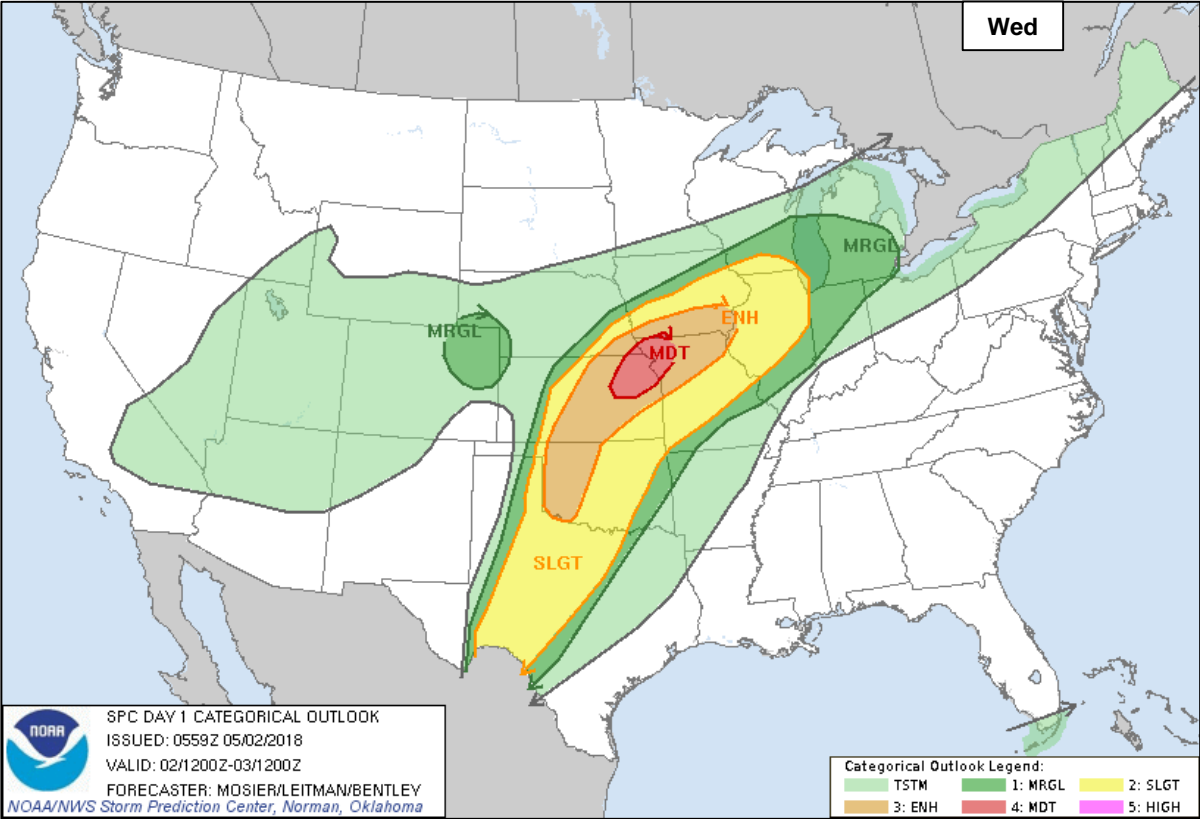 Wed
MRGL
MRGL
ENH
MDT
SLGT
NOAA
SPC DAY 1 CATEGORICAL OUTLOOK
ISSUED: 0559Z 05/02/2018
VALID: 02/1200Z-03/1200Z
FORECASTER: MOSIER/LEITMAN/BENTLEY
NOAA/NWS Storm Prediction Center, Norman, Oklahoma
Categorical Outlook Legend:
TSTM 1: MRGL 2: SLGT
3: ENH 4: MDT 5: HIGH